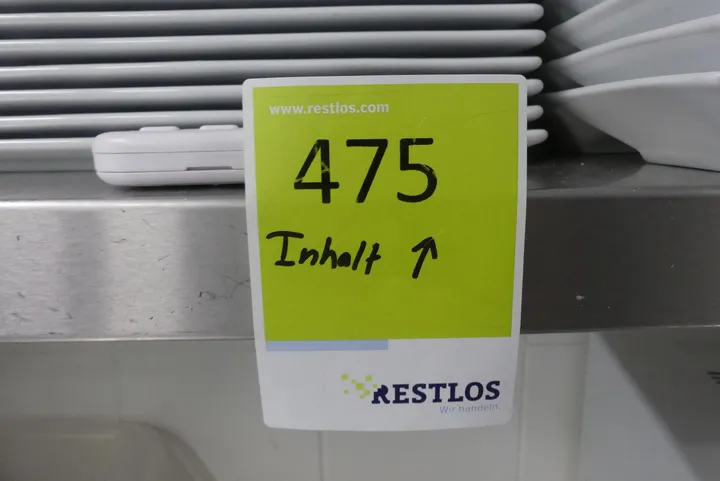 www.restlos.com
475
Inhalt ↑
RESTLOS
Wir handeln.